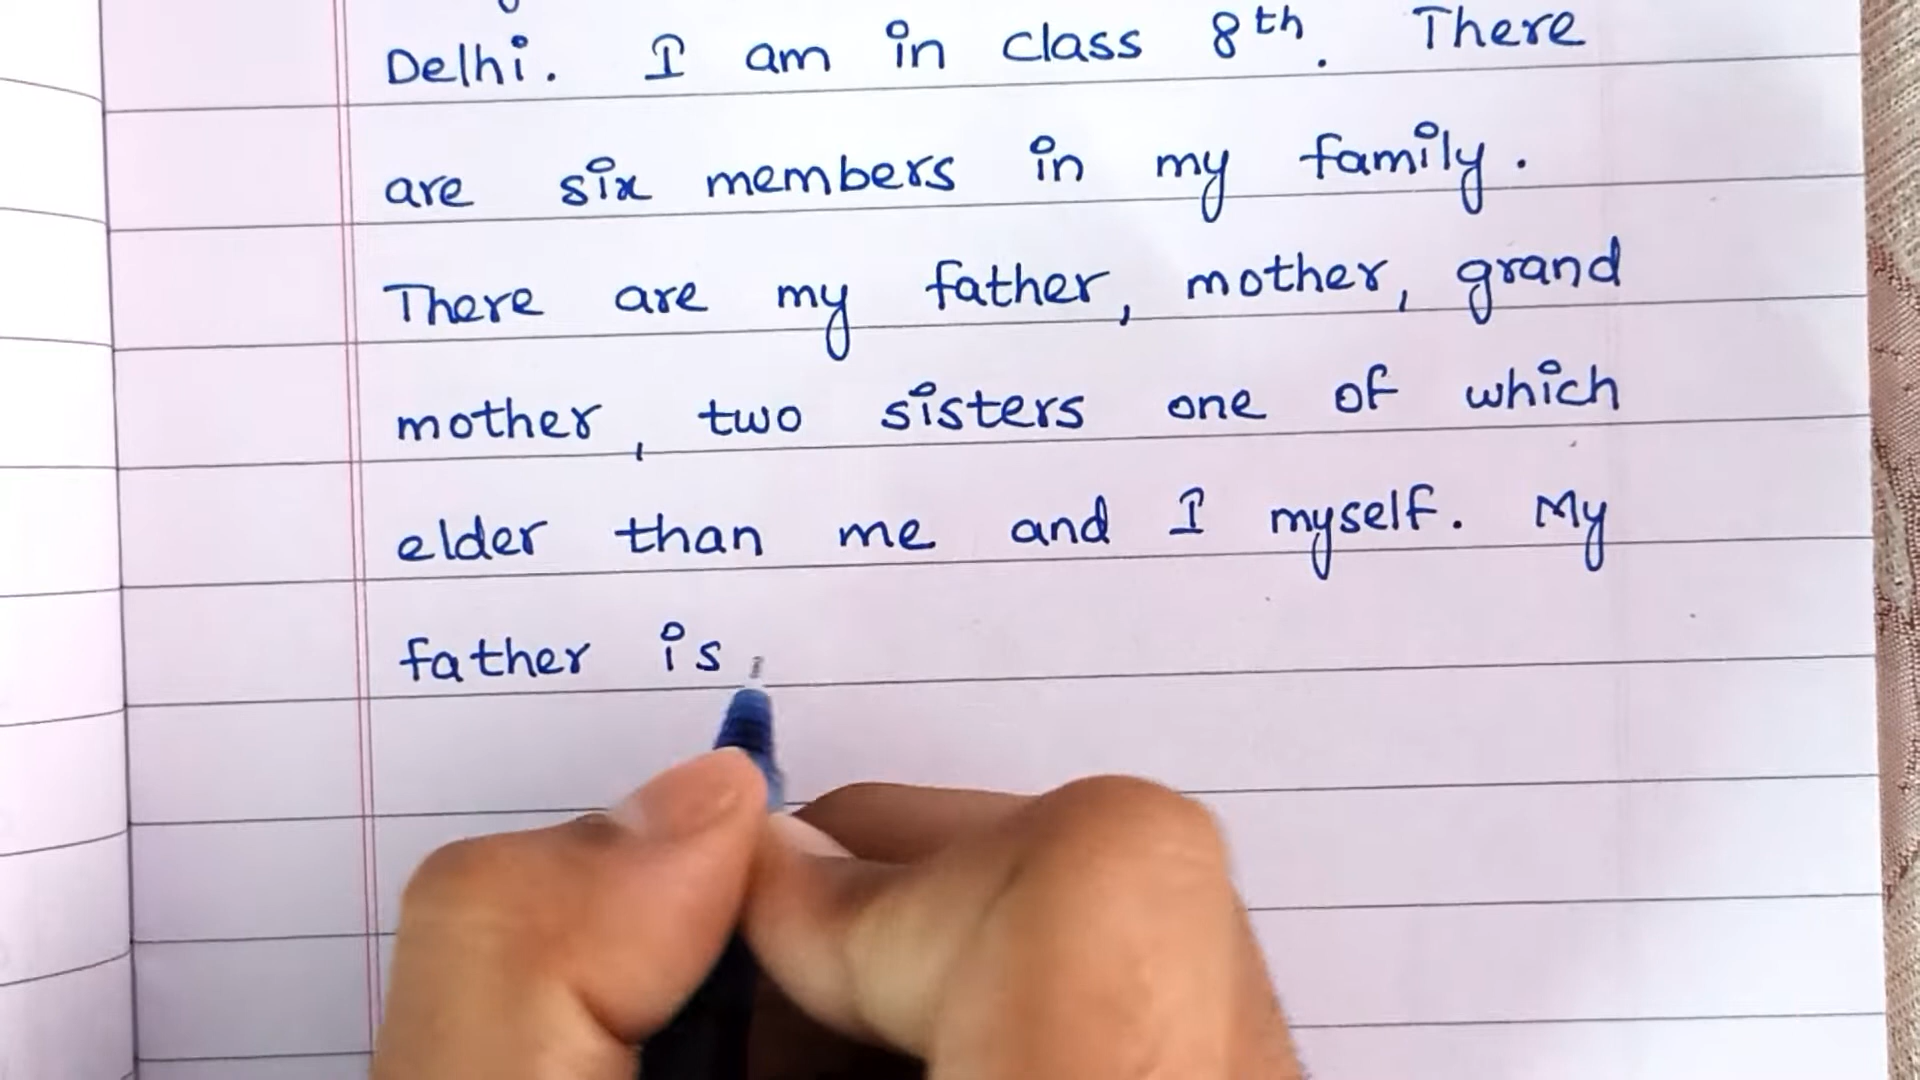 Delhi. I am in class 8th. There
are six members in my family.
There are my father, mother, grand
mother, two sisters one of which
elder than me and I myself. My
father is